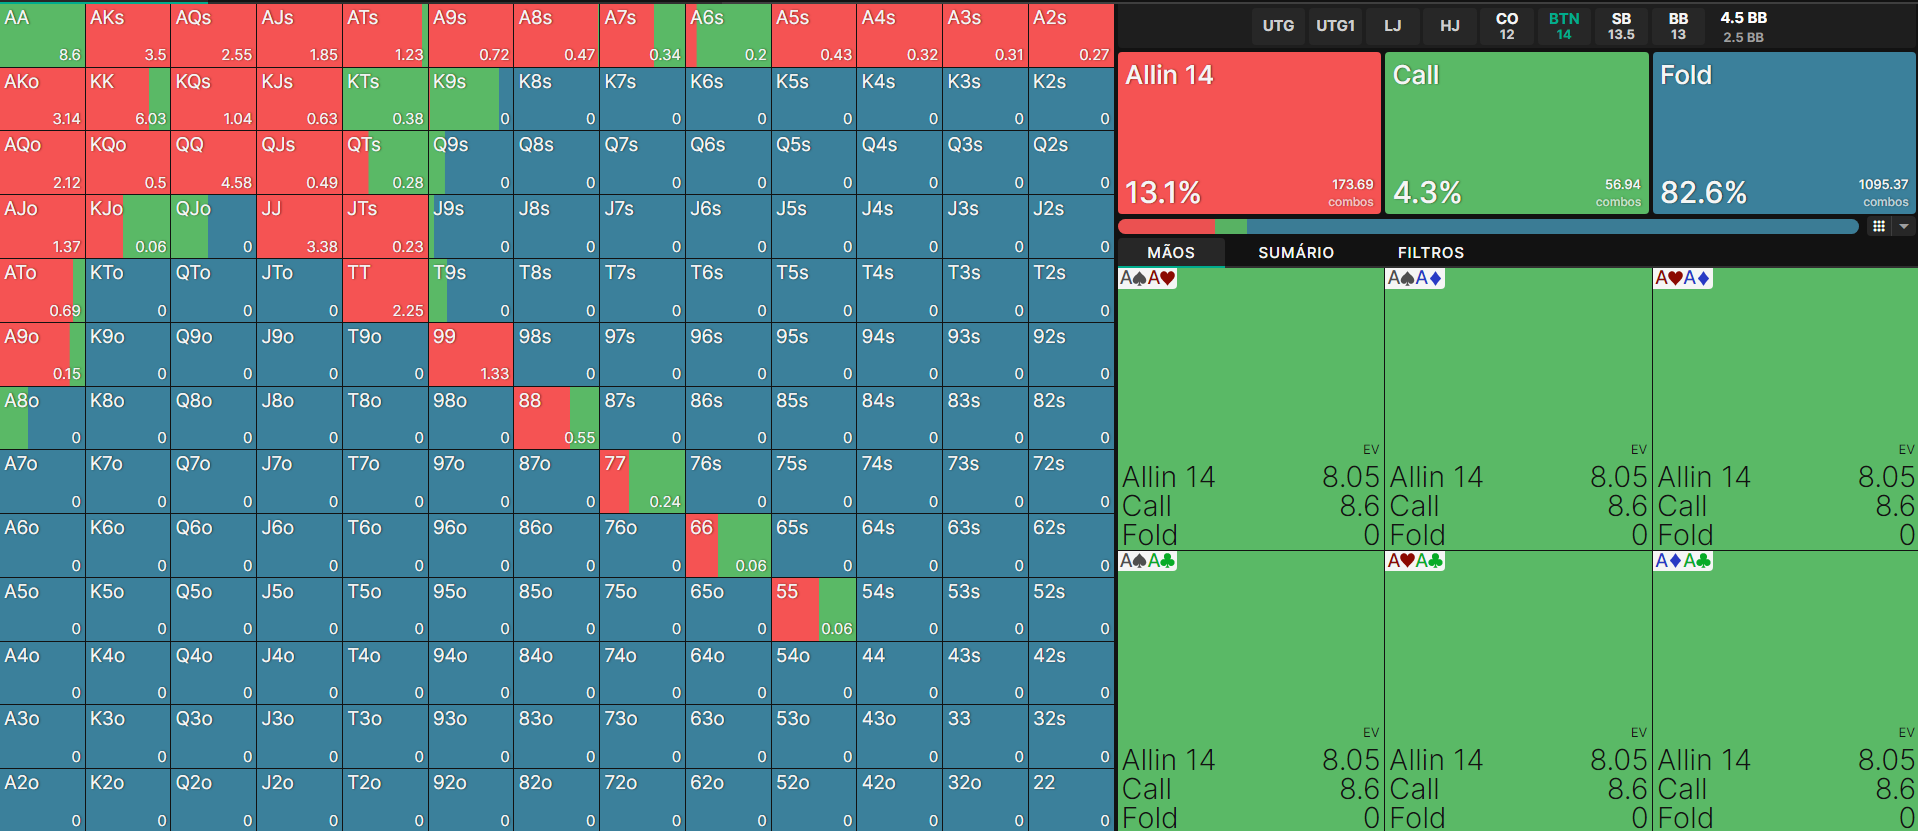 AA AKs AQs AJs ATs A9s A8s A7s A6s A5s A4s A3s A2s
8.6 3.5 2.55 1.85 1.23 0.72 0.47 0.34 0.2 0.43 0.32 0.31 0.27
AKo KK KQs KJs KTs K9s K8s K7s K6s K5s K4s K3s K2s
3.14 6.03 1.04 0.63 0.38 0 0 0 0 0 0 0 0
AQo KQo QQ QJs QTs Q9s Q8s Q7s Q6s Q5s Q4s Q3s Q2s
2.12 0.5 4.58 0.49 0.28 0 0 0 0 0 0 0 0
AJo KJo QJo JJ JTs J9s J8s J7s J6s J5s J4s J3s J2s
1.37 0.06 0 3.38 0.23 0 0 0 0 0 0 0 0
ATo KTo QTo JTo TT T9s T8s T7s T6s T5s T4s T3s T2s
0.69 0 0 0 2.25 0 0 0 0 0 0 0 0
A9o K9o Q9o J9o T9o 99 98s 97s 96s 95s 94s 93s 92s
0.15 0 0 0 0 1.33 0 0 0 0 0 0 0
A8o K8o Q8o J8o T8o 98o 88 87s 86s 85s 84s 83s 82s
0 0 0 0 0 0 0.55 0 0 0 0 0 0
A7o K7o Q7o J7o T7o 97o 87o 77 76s 75s 74s 73s 72s
0 0 0 0 0 0 0 0.24 0 0 0 0 0
A6o K6o Q6o J6o T6o 96o 86o 76o 66 65s 64s 63s 62s
0 0 0 0 0 0 0 0 0.06 0 0 0 0
A5o K5o Q5o J5o T5o 95o 85o 75o 65o 55 54s 53s 52s
0 0 0 0 0 0 0 0 0 0.06 0 0 0
A4o K4o Q4o J4o T4o 94o 84o 74o 64o 54o 44 43s 42s
0 0 0 0 0 0 0 0 0 0 0 0 0
A3o K3o Q3o J3o T3o 93o 83o 73o 63o 53o 43o 33 32s
0 0 0 0 0 0 0 0 0 0 0 0 0
A2o K2o Q2o J2o T2o 92o 82o 72o 62o 52o 42o 32o 22
0 0 0 0 0 0 0 0 0 0 0 0 0
UTG UTG1 LJ HJ CO BTN SB BB 4.5 BB
12 14 13.5 13 2.5 BB
Allin 14 Call Fold
13.1% 173.69 4.3% 56.94 82.6% 1095.37
combos combos combos
MÃOS SUMÁRIO FILTROS
A♠A♥ A♠A♦ A♥A♦
EV EV EV
Allin 14 8.05 Allin 14 8.05 Allin 14 8.05
Call 8.6 Call 8.6 Call 8.6
Fold 0 Fold 0 Fold 0
A♠A♣ A♥A♣ A♦A♣
EV EV EV
Allin 14 8.05 Allin 14 8.05 Allin 14 8.05
Call 8.6 Call 8.6 Call 8.6
Fold 0 Fold 0 Fold 0